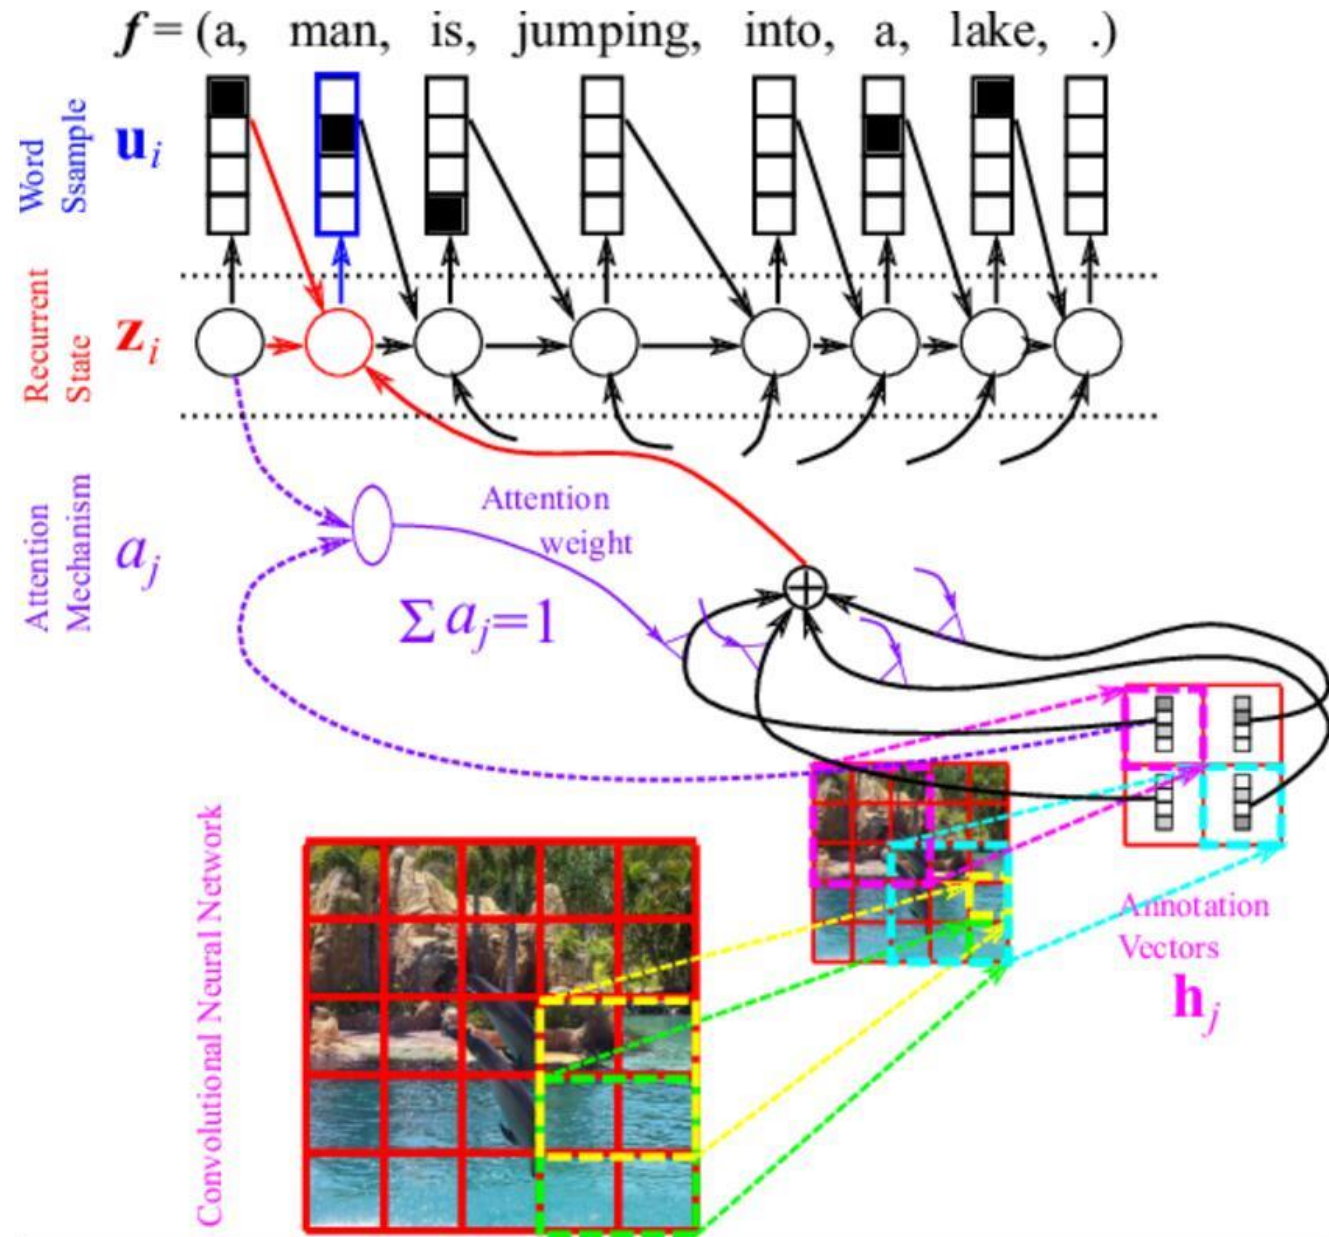 f = (a, man, is, jumping, into, a, lake, .)
Word
Ssample
u_i
Recurrent
State
z_i
Attention
Mechanism
a_j
Attention
weight
Σ a_j=1
Annotation
Vectors
h_j
Convolutional Neural Network